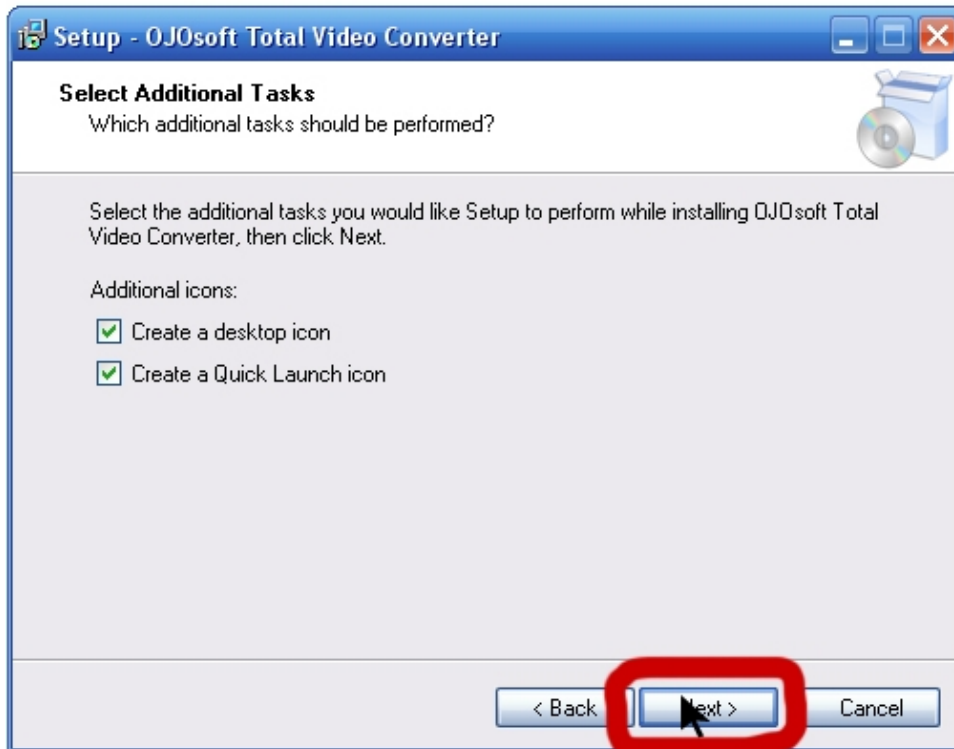 Setup - OJOsoft Total Video Converter
Select Additional Tasks
Which additional tasks should be performed?
Select the additional tasks you would like Setup to perform while installing OJOsoft Total
Video Converter, then click Next.
Additional icons:
Create a desktop icon
Create a Quick Launch icon
< Back
Next >
Cancel